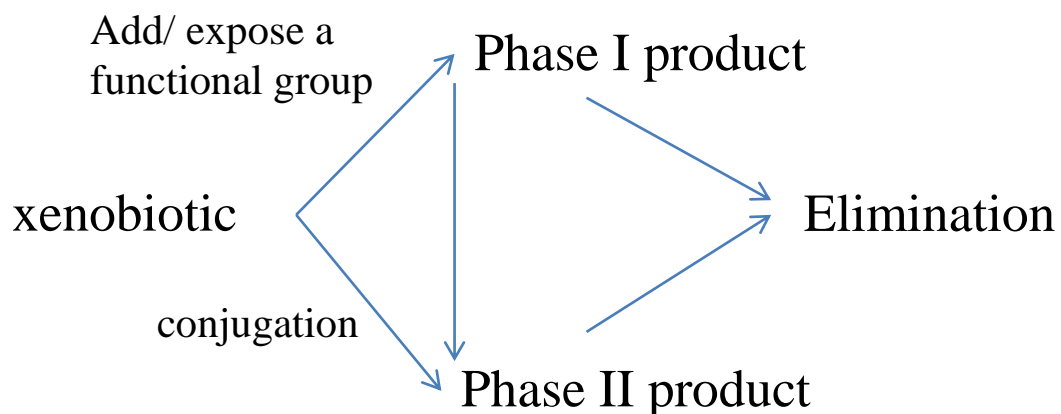 Add/ expose a
functional group
Phase I product
xenobiotic
Elimination
conjugation
Phase II product